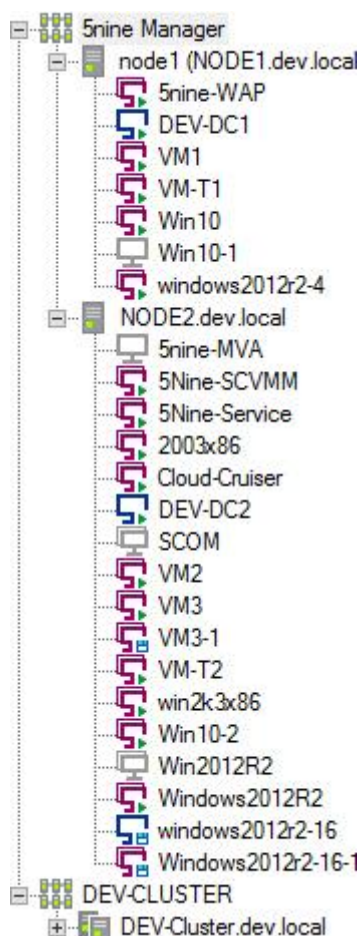 5nine Manager
node1 (NODE1.dev.local
5nine-WAP
DEV-DC1
VM1
VM-T1
Win10
Win10-1
windows2012r2-4
NODE2.dev.local
5nine-MVA
5Nine-SCVMM
5Nine-Service
2003x86
Cloud-Cruiser
DEV-DC2
SCOM
VM2
VM3
VM3-1
VM-T2
win2k3x86
Win10-2
Win2012R2
Windows2012R2
windows2012r2-16
Windows2012r2-16-1
DEV-CLUSTER
DEV-Cluster.dev.local